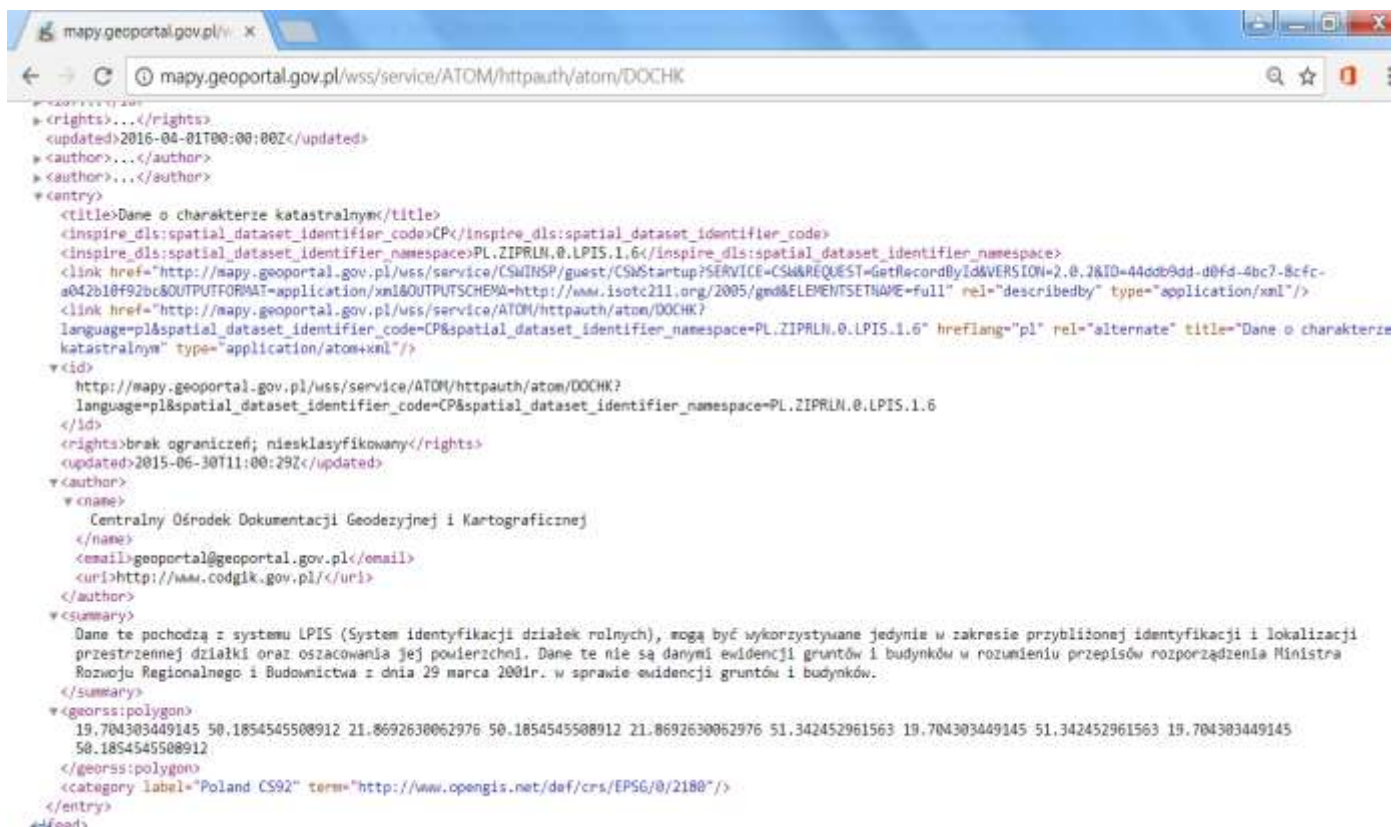 mapy.geoportal.gov.pl/w
mapy.geoportal.gov.pl/wss/service/ATOM/httpauth/atom/DOCHK
<rights>...</rights>
<updated>2016-04-01T00:00:00Z</updated>
<author>...</author>
<author>...</author>
<entry>
<title>Dane o charakterze katastralnym</title>
<inspire_dls:spatial_dataset_identifier_code>CP</inspire_dls:spatial_dataset_identifier_code>
<inspire_dls:spatial_dataset_identifier_namespace>PL.ZIPRLN.0.LPIS.1.6</inspire_dls:spatial_dataset_identifier_namespace>
<link href="http://mapy.geoportal.gov.pl/wss/service/CSWINSP/guest/CSWStartup?SERVICE=CSW&REQUEST=GetRecordById&VERSION=2.0.2&ID=44ddb9dd-d0fd-4bc7-8cfc-
a042b10f92bc&OUTPUTFORMAT=application/xml&OUTPUTSCHEMA=http://www.isotc211.org/2005/gmd&ELEMENTSETNAME=full" rel="describedby" type="application/xml"/>
<link href="http://mapy.geoportal.gov.pl/wss/service/ATOM/httpauth/atom/DOCHK?
language=pl&spatial_dataset_identifier_code=CP&spatial_dataset_identifier_namespace=PL.ZIPRLN.0.LPIS.1.6" hreflang="pl" rel="alternate" title="Dane o charakterze
katastralnym" type="application/atom+xml"/>
<id>
http://mapy.geoportal.gov.pl/wss/service/ATOM/httpauth/atom/DOCHK?
language=pl&spatial_dataset_identifier_code=CP&spatial_dataset_identifier_namespace=PL.ZIPRLN.0.LPIS.1.6
</id>
<rights>brak ograniczeń; niesklasyfikowany</rights>
<updated>2015-06-30T11:00:29Z</updated>
<author>
<name>
Centralny Ośrodek Dokumentacji Geodezyjnej i Kartograficznej
</name>
<email>geoportal@geoportal.gov.pl</email>
<uri>http://www.codgik.gov.pl/</uri>
</author>
<summary>
Dane te pochodzą z systemu LPIS (System identyfikacji działek rolnych), mogą być wykorzystywane jedynie w zakresie przybliżonej identyfikacji i lokalizacji
przestrzennej działki oraz oszacowania jej powierzchni. Dane te nie są danymi ewidencji gruntów i budynków w rozumieniu przepisów rozporządzenia Ministra
Rozwoju Regionalnego i Budownictwa z dnia 29 marca 2001r. w sprawie ewidencji gruntów i budynków.
</summary>
<georss:polygon>
19.704303449145 50.1854545508912 21.8692630062976 50.1854545508912 21.8692630062976 51.342452961563 19.704303449145 51.342452961563 19.704303449145
50.1854545508912
</georss:polygon>
<category label="Poland CS92" term="http://www.opengis.net/def/crs/EPSG/0/2180"/>
</entry>